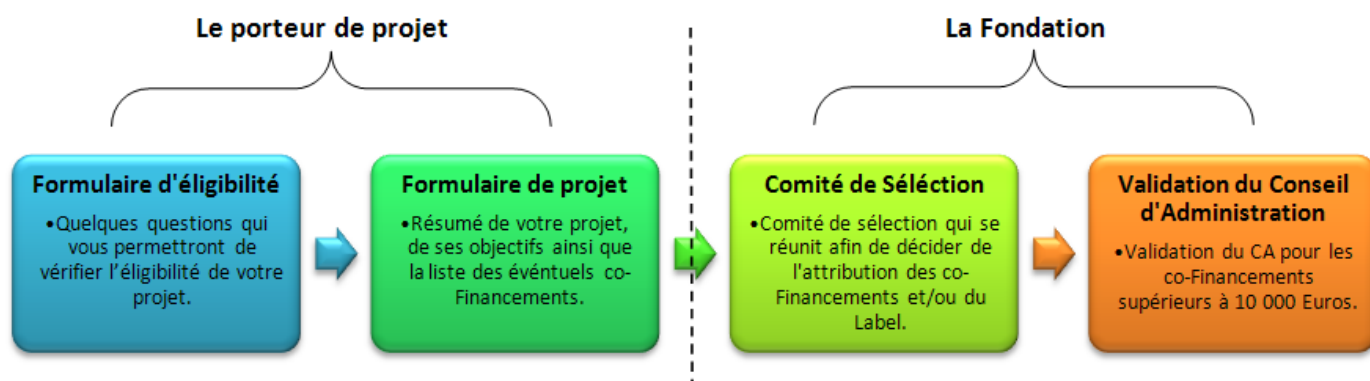 Le porteur de projet
La Fondation
Formulaire d'éligibilité
•Quelques questions qui
vous permettront de
vérifier l'éligibilité de votre
projet.
Formulaire de projet
•Résumé de votre projet,
de ses objectifs ainsi que
la liste des événtuels co-
Financements.
Comité de Séléction
•Comité de sélection qui se
réunit afin de décider de
l'attribution des co-
Financements et/ou du
Label.
Validation du Conseil
d'Administration
•Validation du CA pour les
co-Financements
supérieurs à 10 000 Euros.